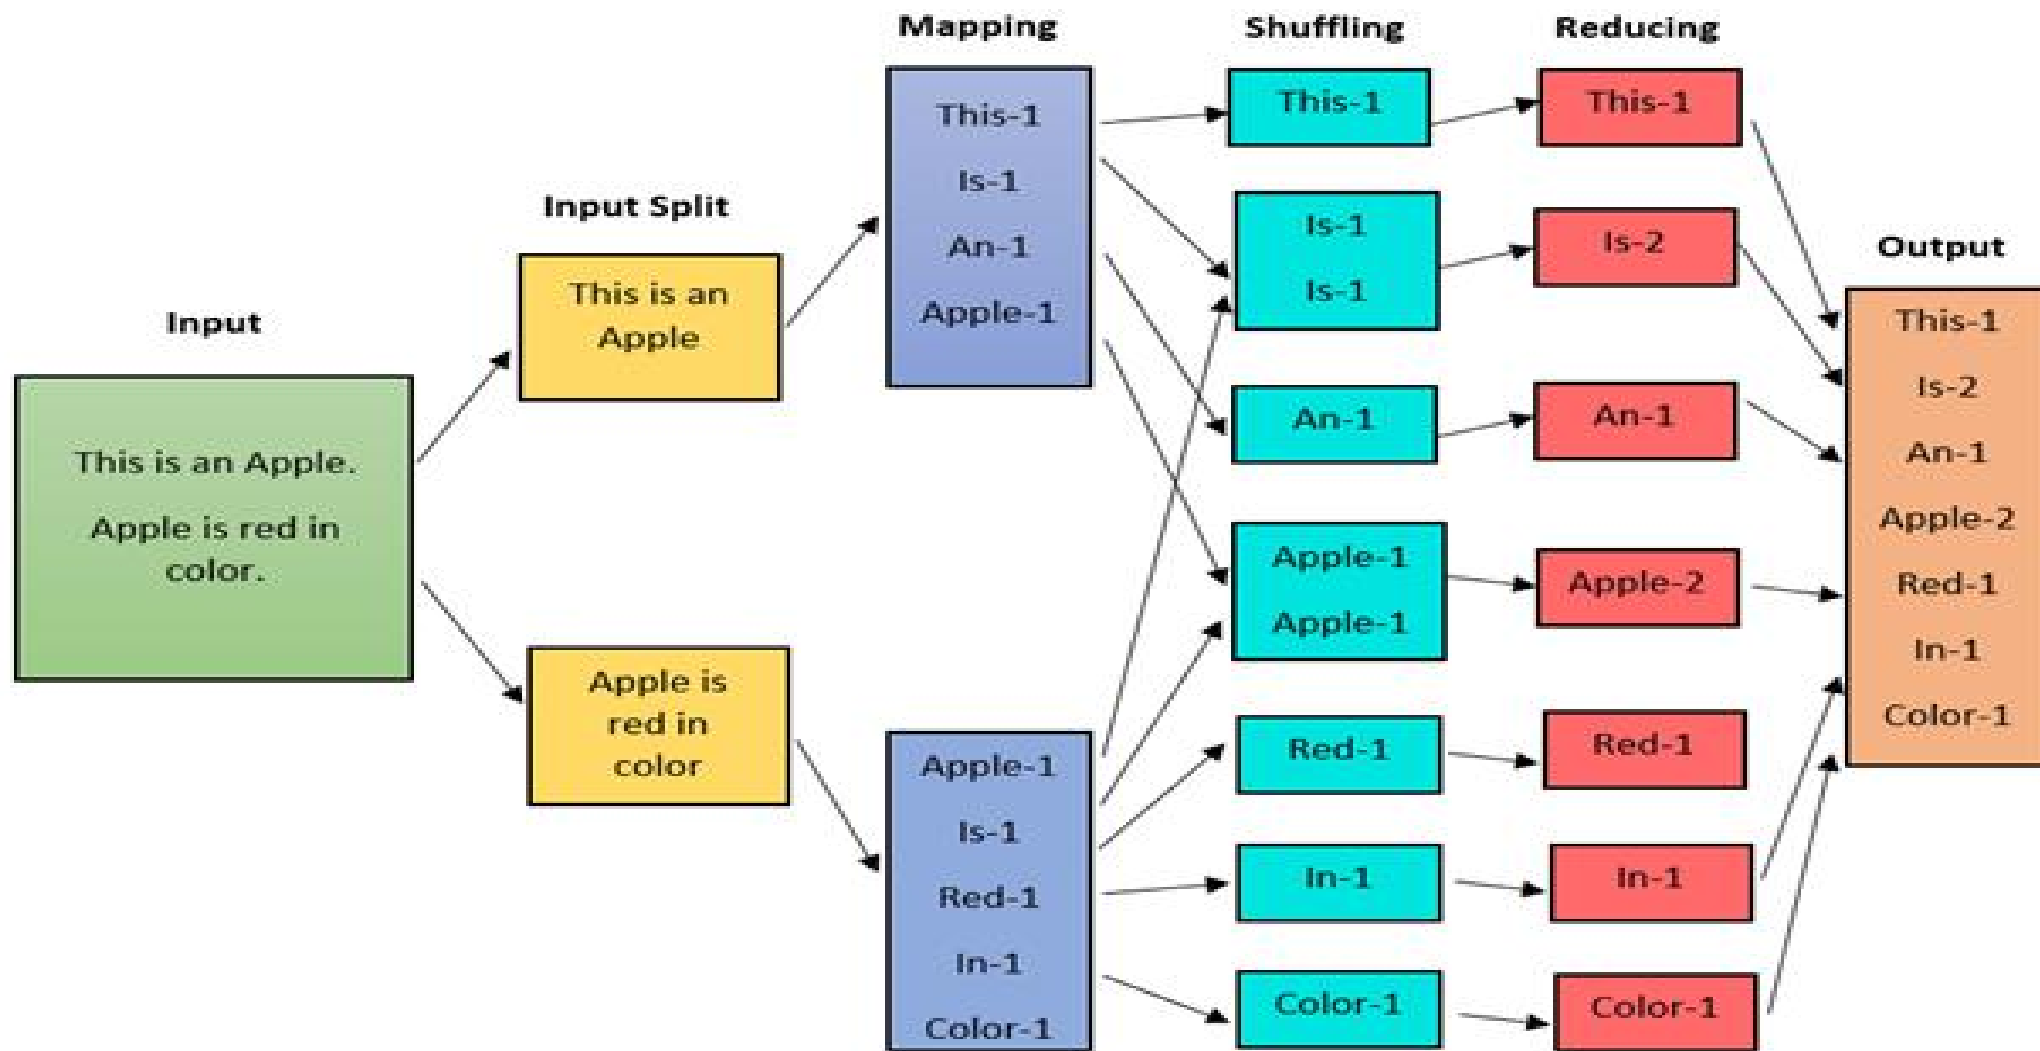 Input
This is an Apple.
Apple is red in
color.
Input Split
This is an
Apple
Apple is
red in
color
Mapping
This-1
Is-1
An-1
Apple-1
Apple-1
Is-1
Red-1
In-1
Color-1
Shuffling
This-1
Is-1
Is-1
An-1
Apple-1
Apple-1
Red-1
In-1
Color-1
Reducing
This-1
Is-2
An-1
Apple-2
Red-1
In-1
Color-1
Output
This-1
Is-2
An-1
Apple-2
Red-1
In-1
Color-1